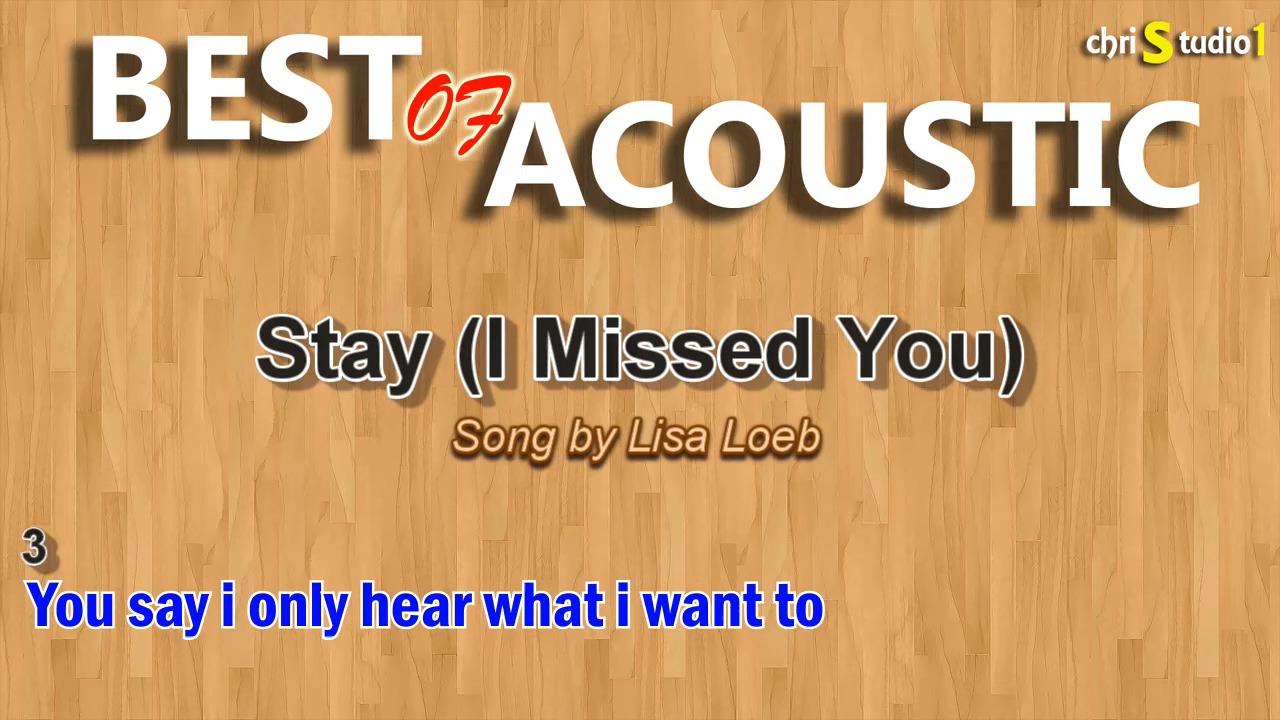 BEST OF ACOUSTIC
chriStudio1
Stay (I Missed You)
Song by Lisa Loeb
3
You say i only hear what i want to